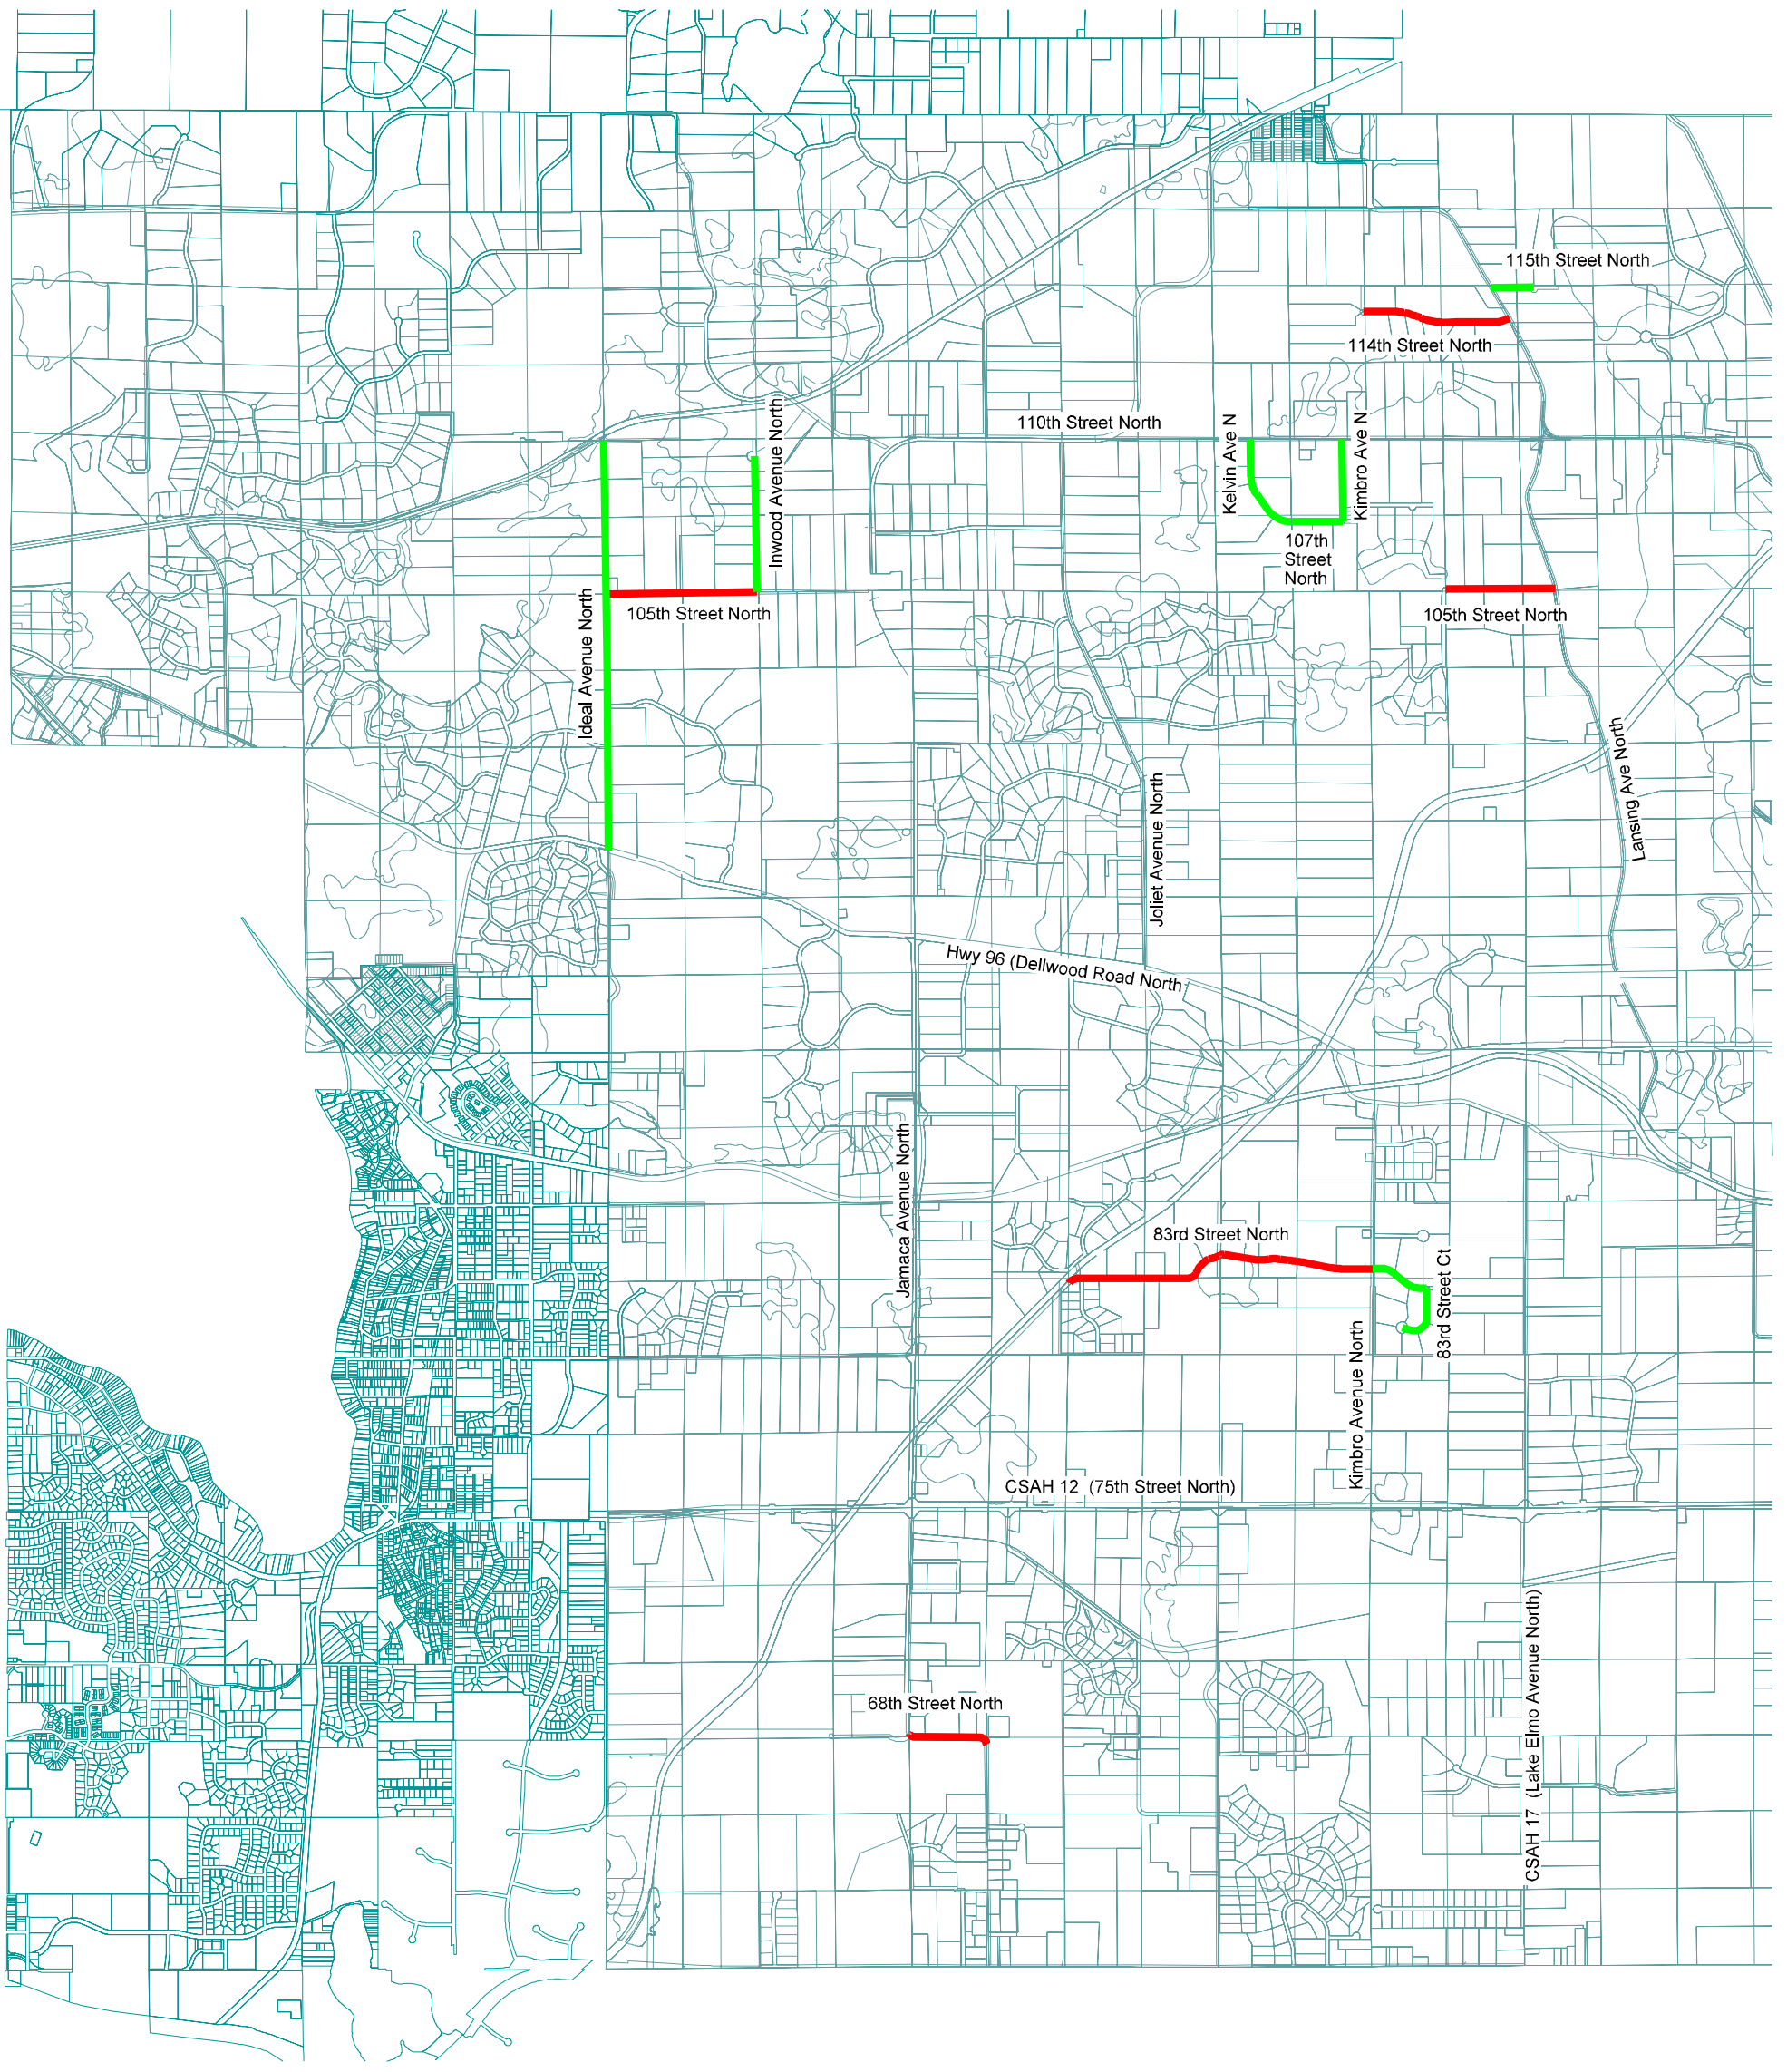 115th Street North
114th Street North
110th Street North
Kelvin Ave N
Kimbro Ave N
Inwood Avenue North
107th
Street
North
Ideal Avenue North
105th Street North
105th Street North
Lansing Ave North
Joliet Avenue North
Hwy 96 (Dellwood Road North
Jamaca Avenue North
83rd Street North
83rd Street Ct
Kimbro Avenue North
CSAH 12 (75th Street North)
CSAH 17 (Lake Elmo Avenue North)
68th Street North